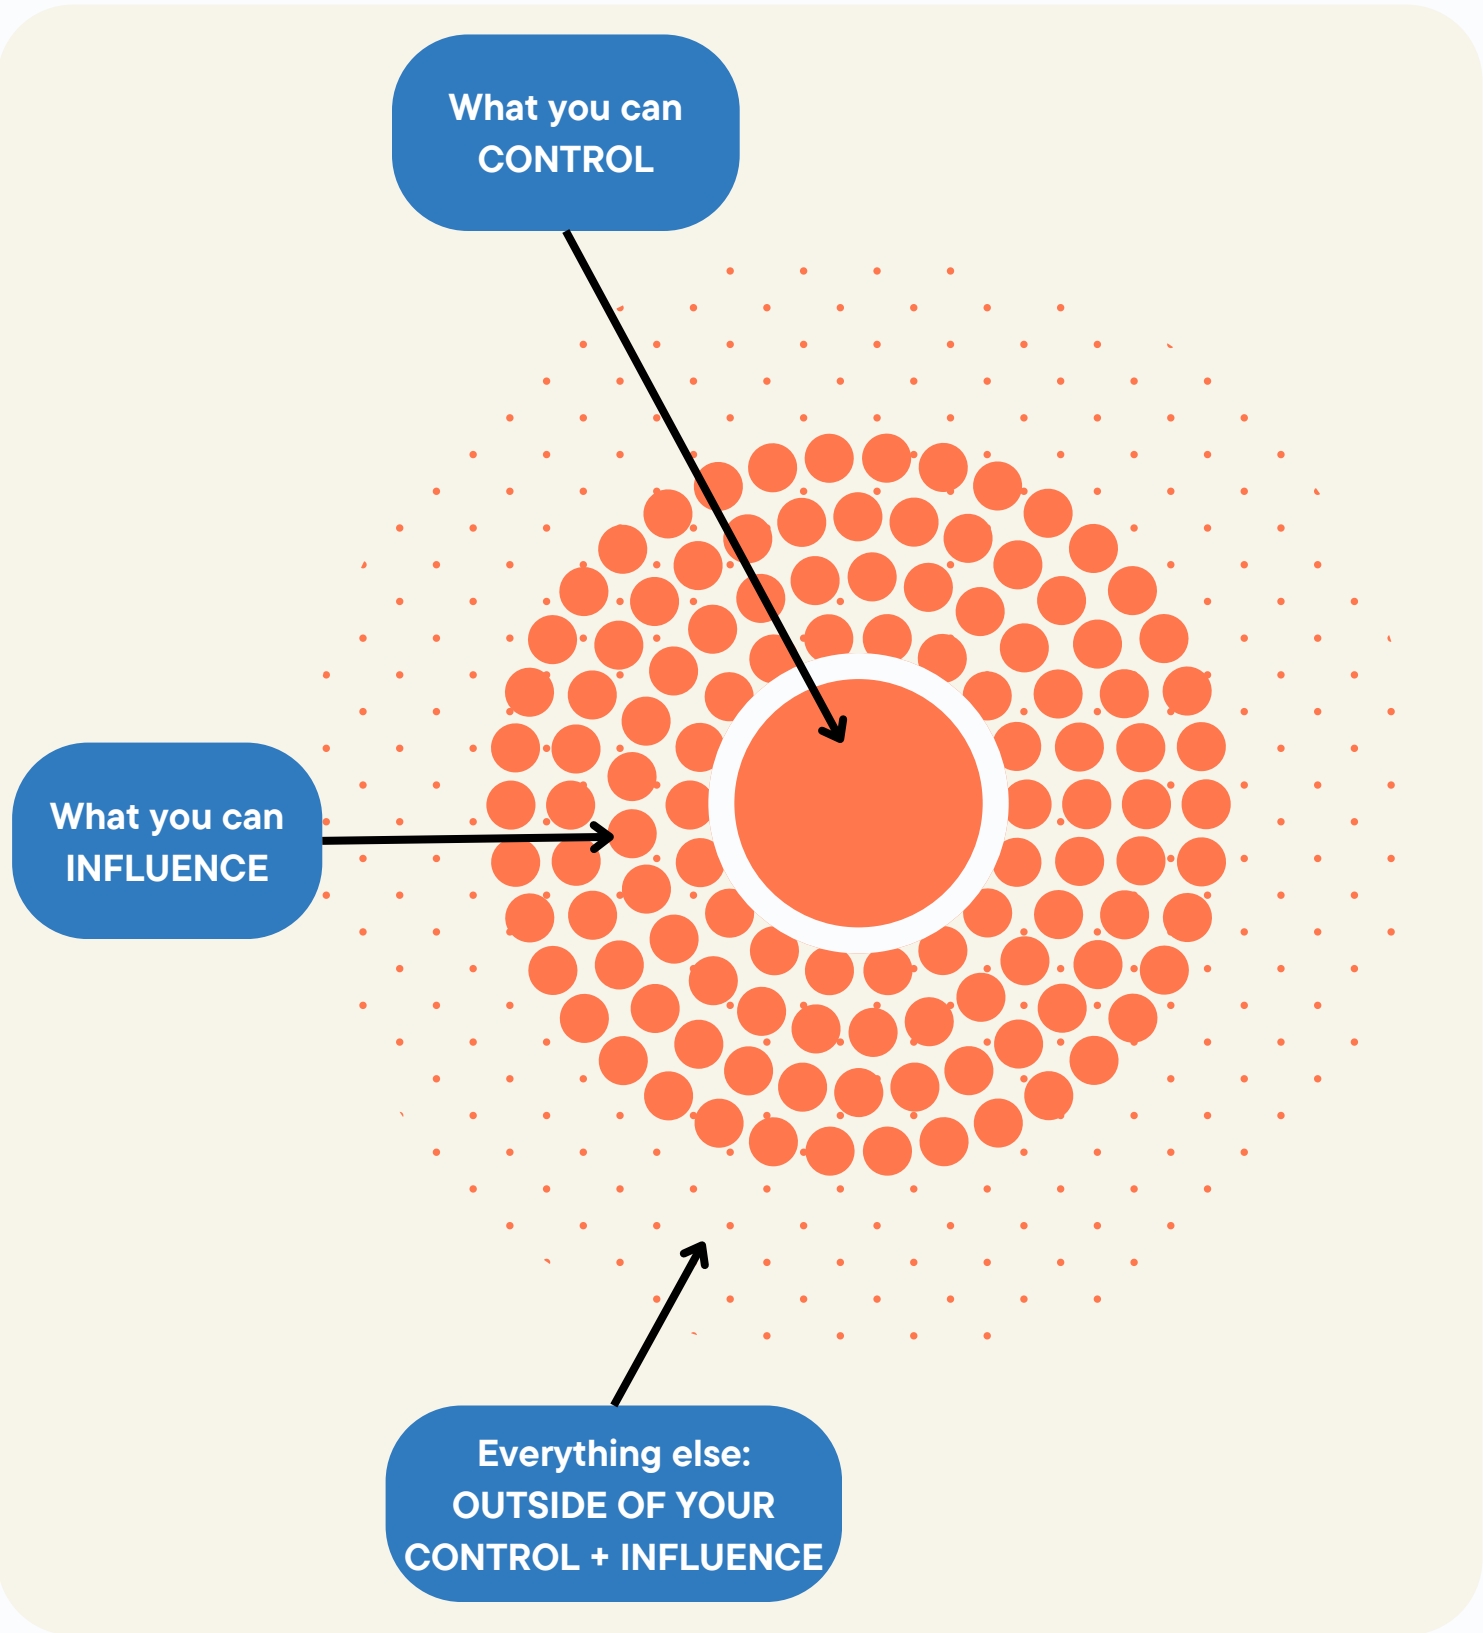 What you can
CONTROL
What you can
INFLUENCE
Everything else:
OUTSIDE OF YOUR
CONTROL + INFLUENCE